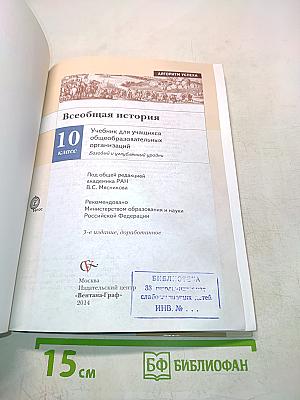 АЛГОРИТМ УСПЕХА
Всеобщая история
10
класс
Учебник для учащихся
общеобразовательных
организаций
Базовый и углублённый уровни
Под общей редакцией
академика РАН
В.С. Мясникова
Рекомендовано
Министерством образования и науки
Российской Федерации
3-е издание, доработанное
Москва
Издательский центр
«Вентана-Граф»
2014
БИБЛИОТЕКА
ИНВ. №
15 см
БФ БИБЛИОФАН